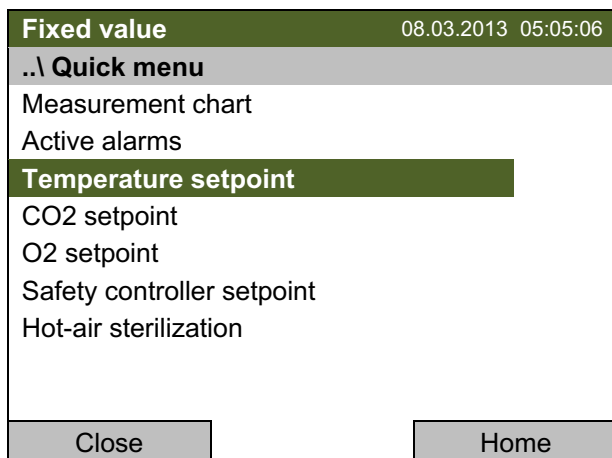 Fixed value 08.03.2013 05:05:06
..\ Quick menu
Measurement chart
Active alarms
Temperature setpoint
CO2 setpoint
O2 setpoint
Safety controller setpoint
Hot-air sterilization
Close Home